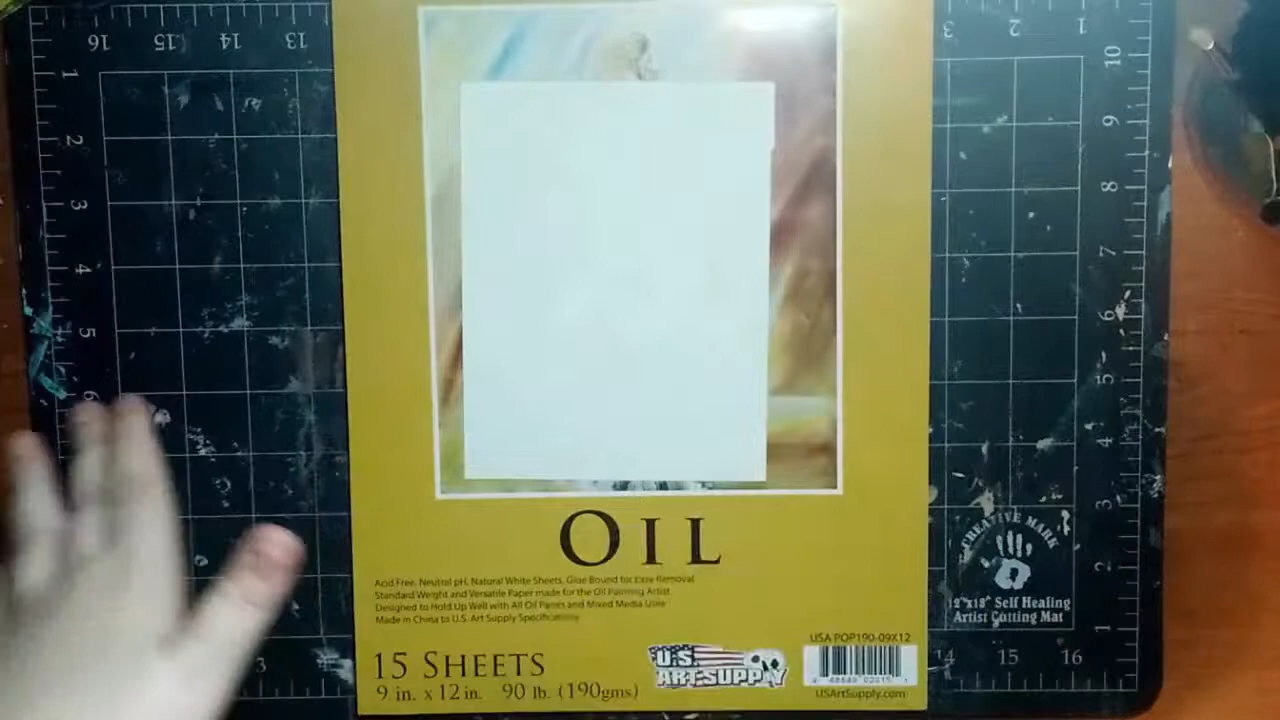 16 15 14 13
3 2 1
1
2
3
4
5
6
10
9
8
7
6
5
4
3
2
1
OIL
Acid Free, Neutral pH, Natural White Sheets, Glue Bound for Ease Removal
Standard Weight and Versatile Paper made for the Oil Painting Artist
Designed to Hold Up Well with All Oil Paints and Mixed Media Uses
Made in China to U.S. Art Supply Specifications
15 SHEETS
9 in. x 12 in. 90 lb. (190gms)
U.S.
ART SUPPLY
USA POP190-09X12
USArtSupply.com
CREATIVE MARK
12"x18" Self Healing
Artist Cutting Mat
3
14 15 16